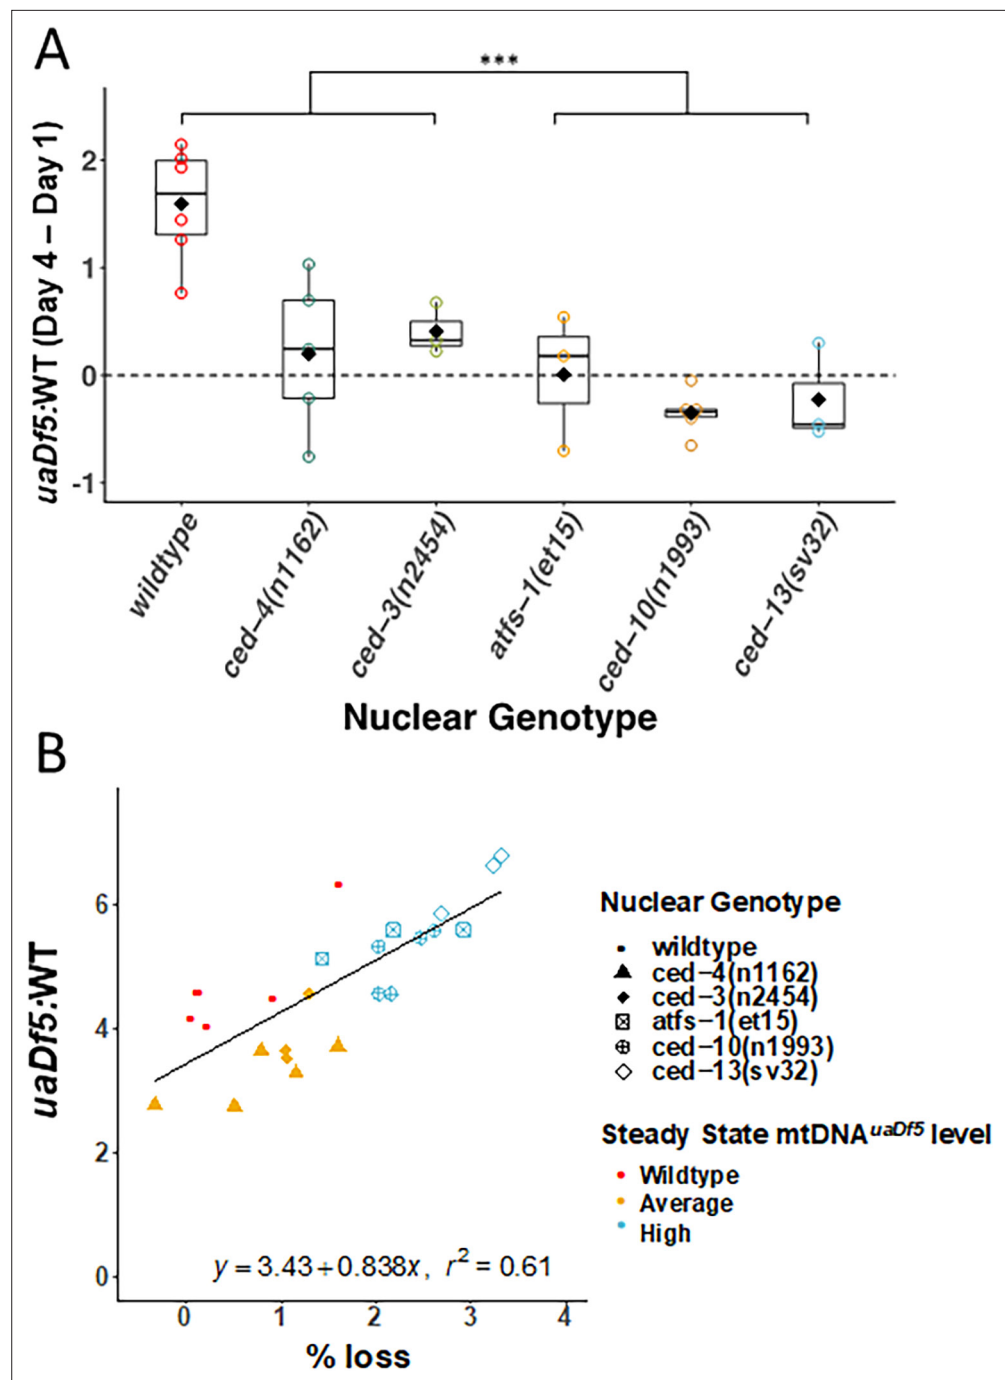 A
***
uaDf5:WT (Day 4 – Day 1)
2
1
0
-1
wildtype
ced−4(n1162)
ced−3(n2454)
atfs−1(et15)
ced−10(n1993)
ced−13(sv32)
Nuclear Genotype
B
uaDf5:WT
6
4
2
0
y = 3.43+0.838x, r² = 0.61
0 1 2 3 4
% loss
Nuclear Genotype
wildtype
ced−4(n1162)
ced−3(n2454)
atfs−1(et15)
ced−10(n1993)
ced−13(sv32)
Steady State mtDNAuaDf5 level
Wildtype
Average
High